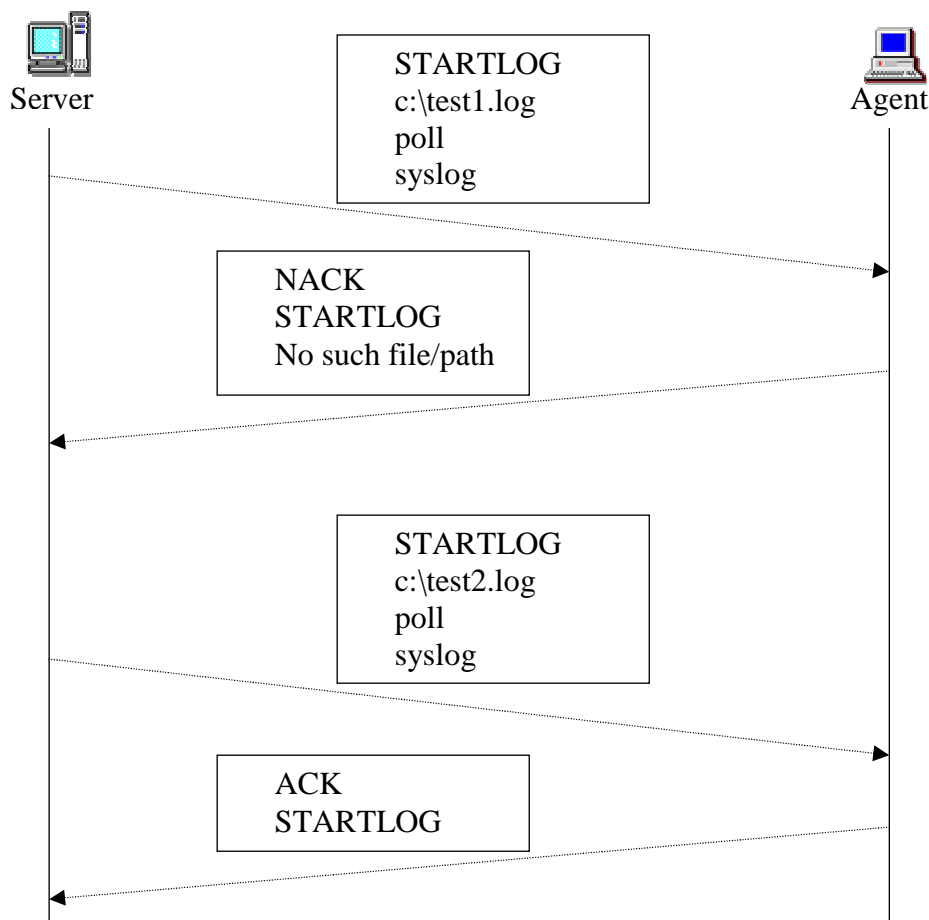 Server
Agent
STARTLOG
c:\test1.log
poll
syslog
NACK
STARTLOG
No such file/path
STARTLOG
c:\test2.log
poll
syslog
ACK
STARTLOG